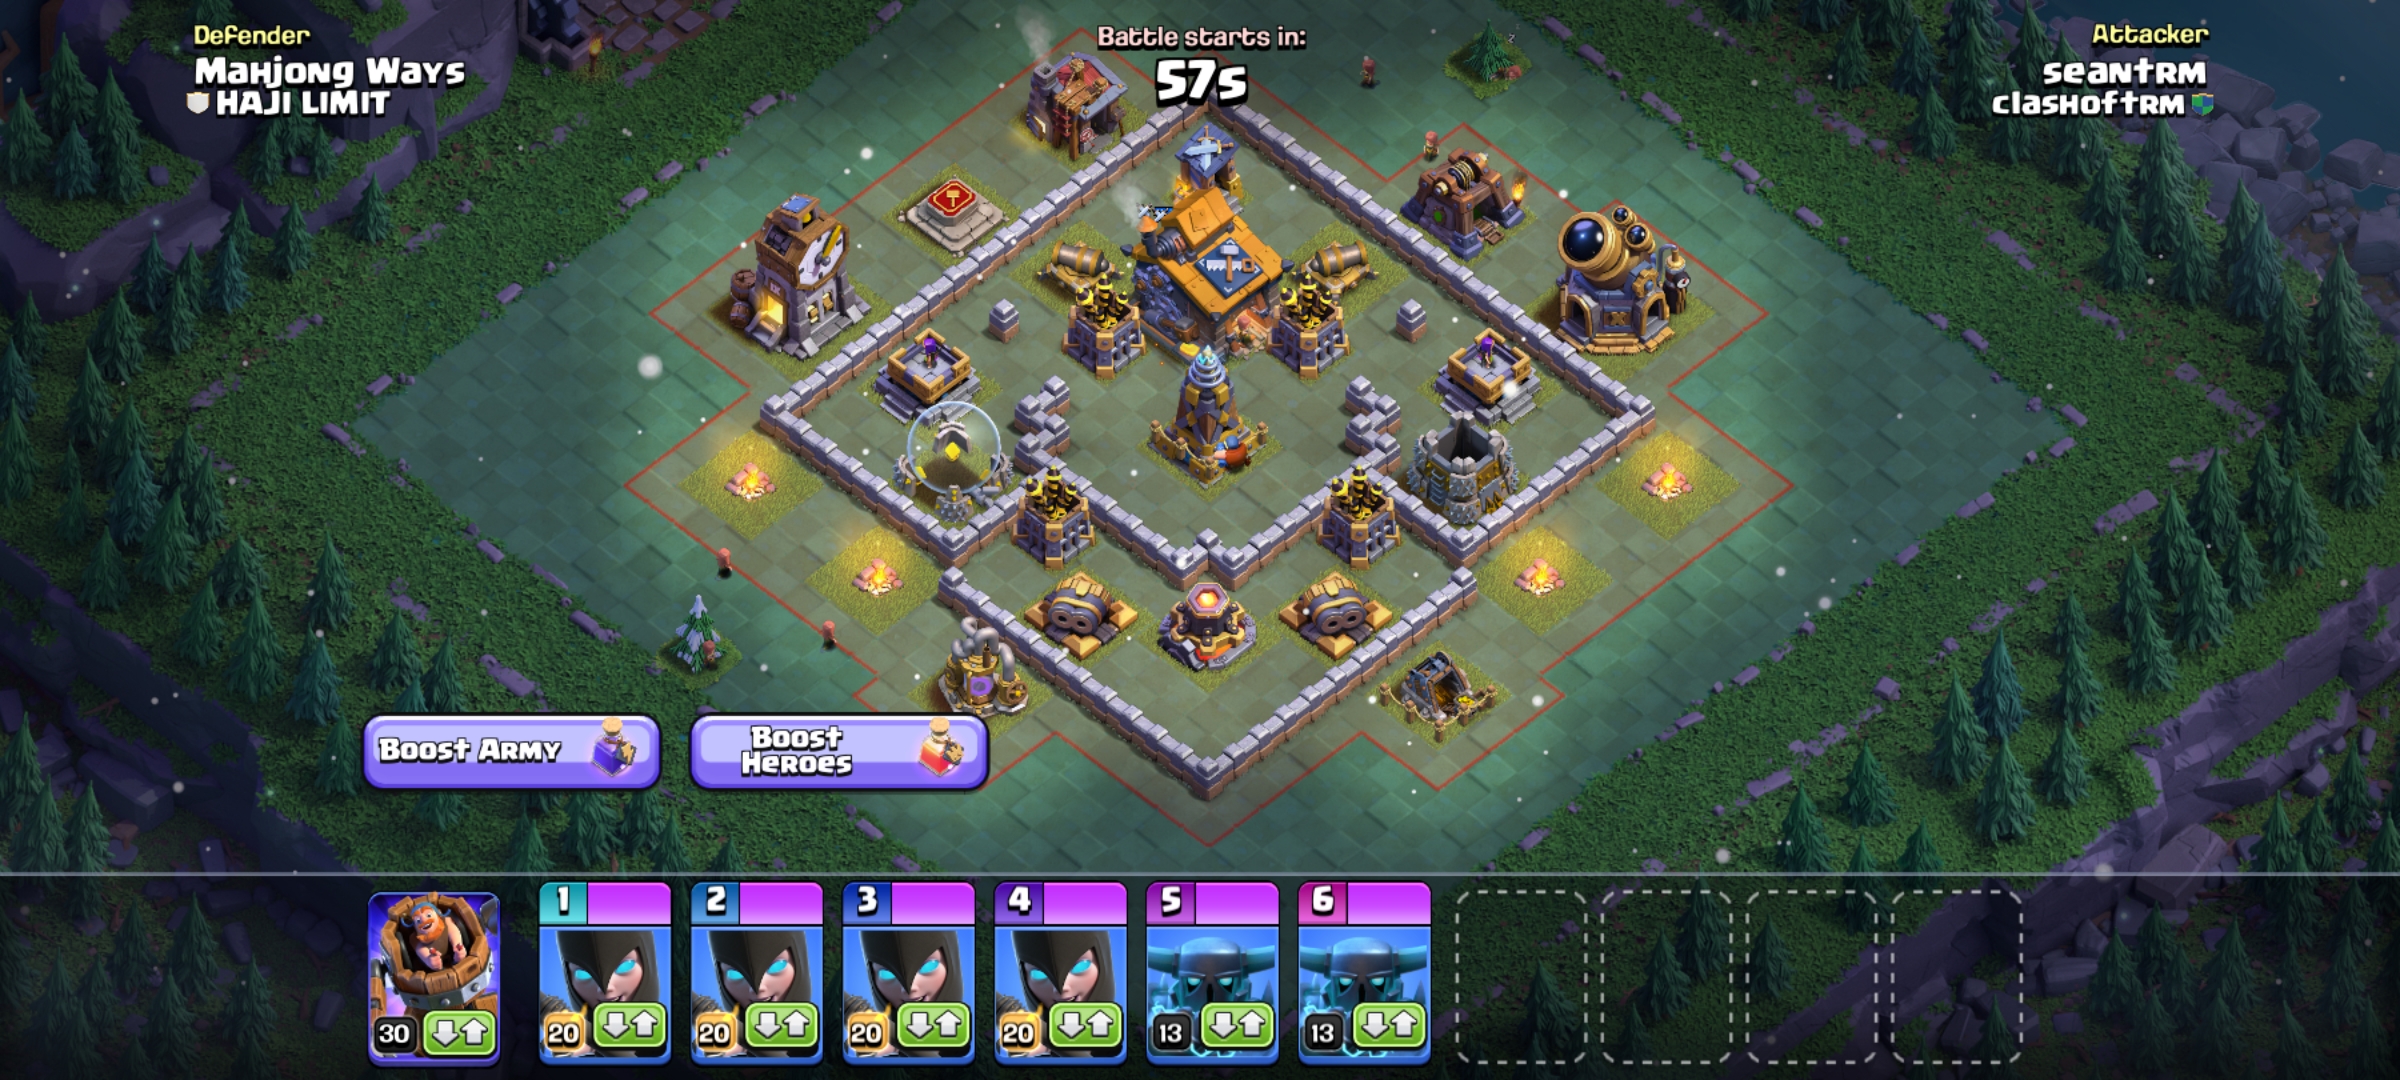 Defender
Mahjong Ways
HAJI LIMIT
Battle starts in:
57s
Attacker
seantRM
clashoftRM
Boost Army
Boost
Heroes
1
2
3
4
5
6
30
20
20
20
20
13
13